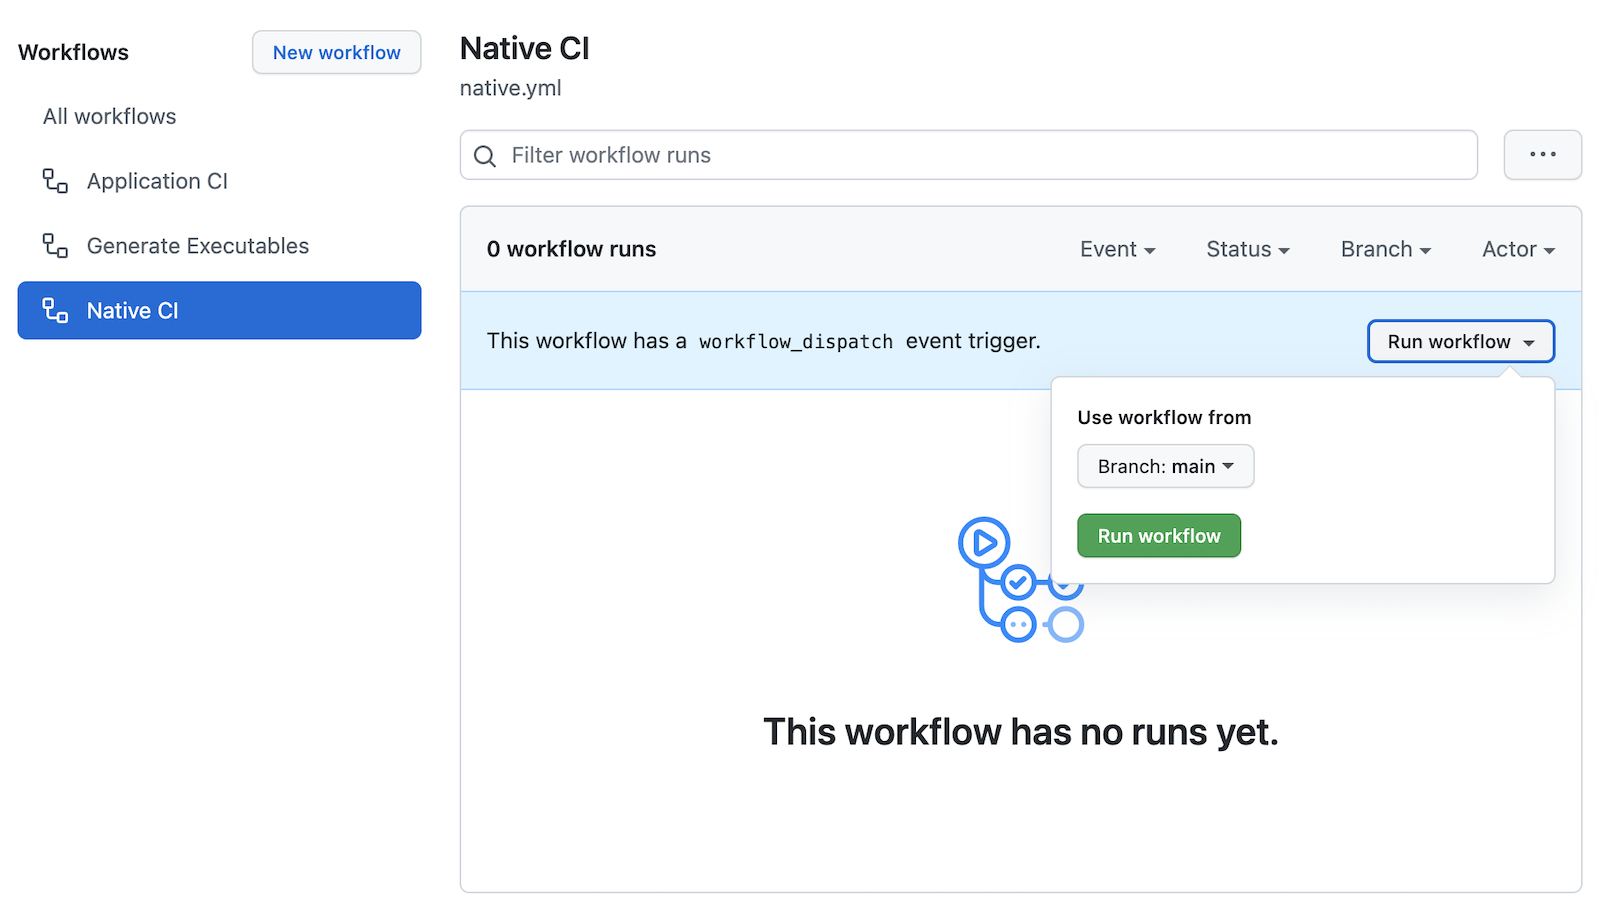 Workflows
New workflow
All workflows
Application CI
Generate Executables
Native CI
Native CI
native.yml
Filter workflow runs
0 workflow runs
Event
Status
Branch
Actor
This workflow has a workflow_dispatch event trigger.
Run workflow
Use workflow from
Branch: main
Run workflow
This workflow has no runs yet.